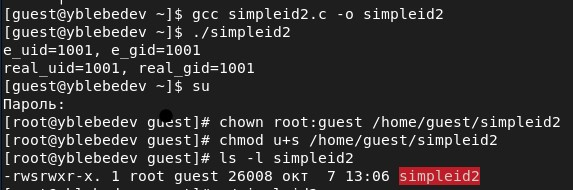 [guest@yblebedev ~]$ gcc simpleid2.c -o simpleid2
[guest@yblebedev ~]$ ./simpleid2
e_uid=1001, e_gid=1001
real_uid=1001, real_gid=1001
[guest@yblebedev ~]$ su
Пароль:
[root@yblebedev guest]# chown root:guest /home/guest/simpleid2
[root@yblebedev guest]# chmod u+s /home/guest/simpleid2
[root@yblebedev guest]# ls -l simpleid2
-rwsrwxr-x. 1 root guest 26008 окт  7 13:06 simpleid2